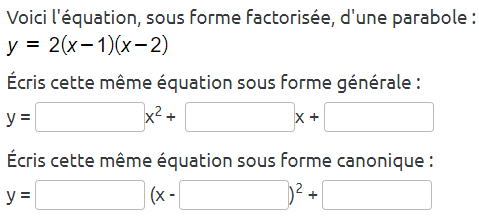 Voici l'équation, sous forme factorisée, d'une parabole :
y = 2(x−1)(x−2)
Écris cette même équation sous forme générale :
y = x² + x +
Écris cette même équation sous forme canonique :
y = (x - )² +